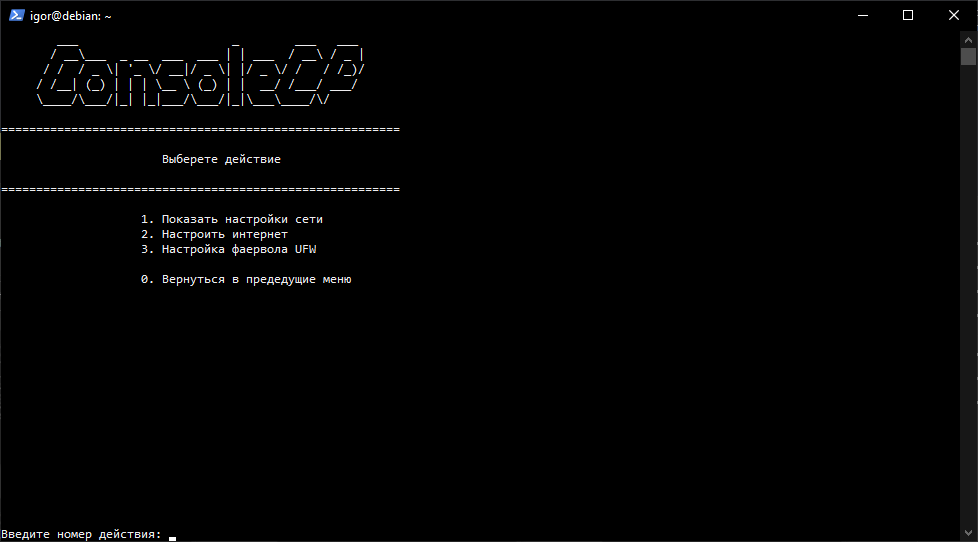 igor@debian: ~
ConsoleCP
=========================================================
Выберете действие
=========================================================
1. Показать настройки сети
2. Настроить интернет
3. Настройка фаервола UFW
0. Вернуться в предедущие меню
Введите номер действия: